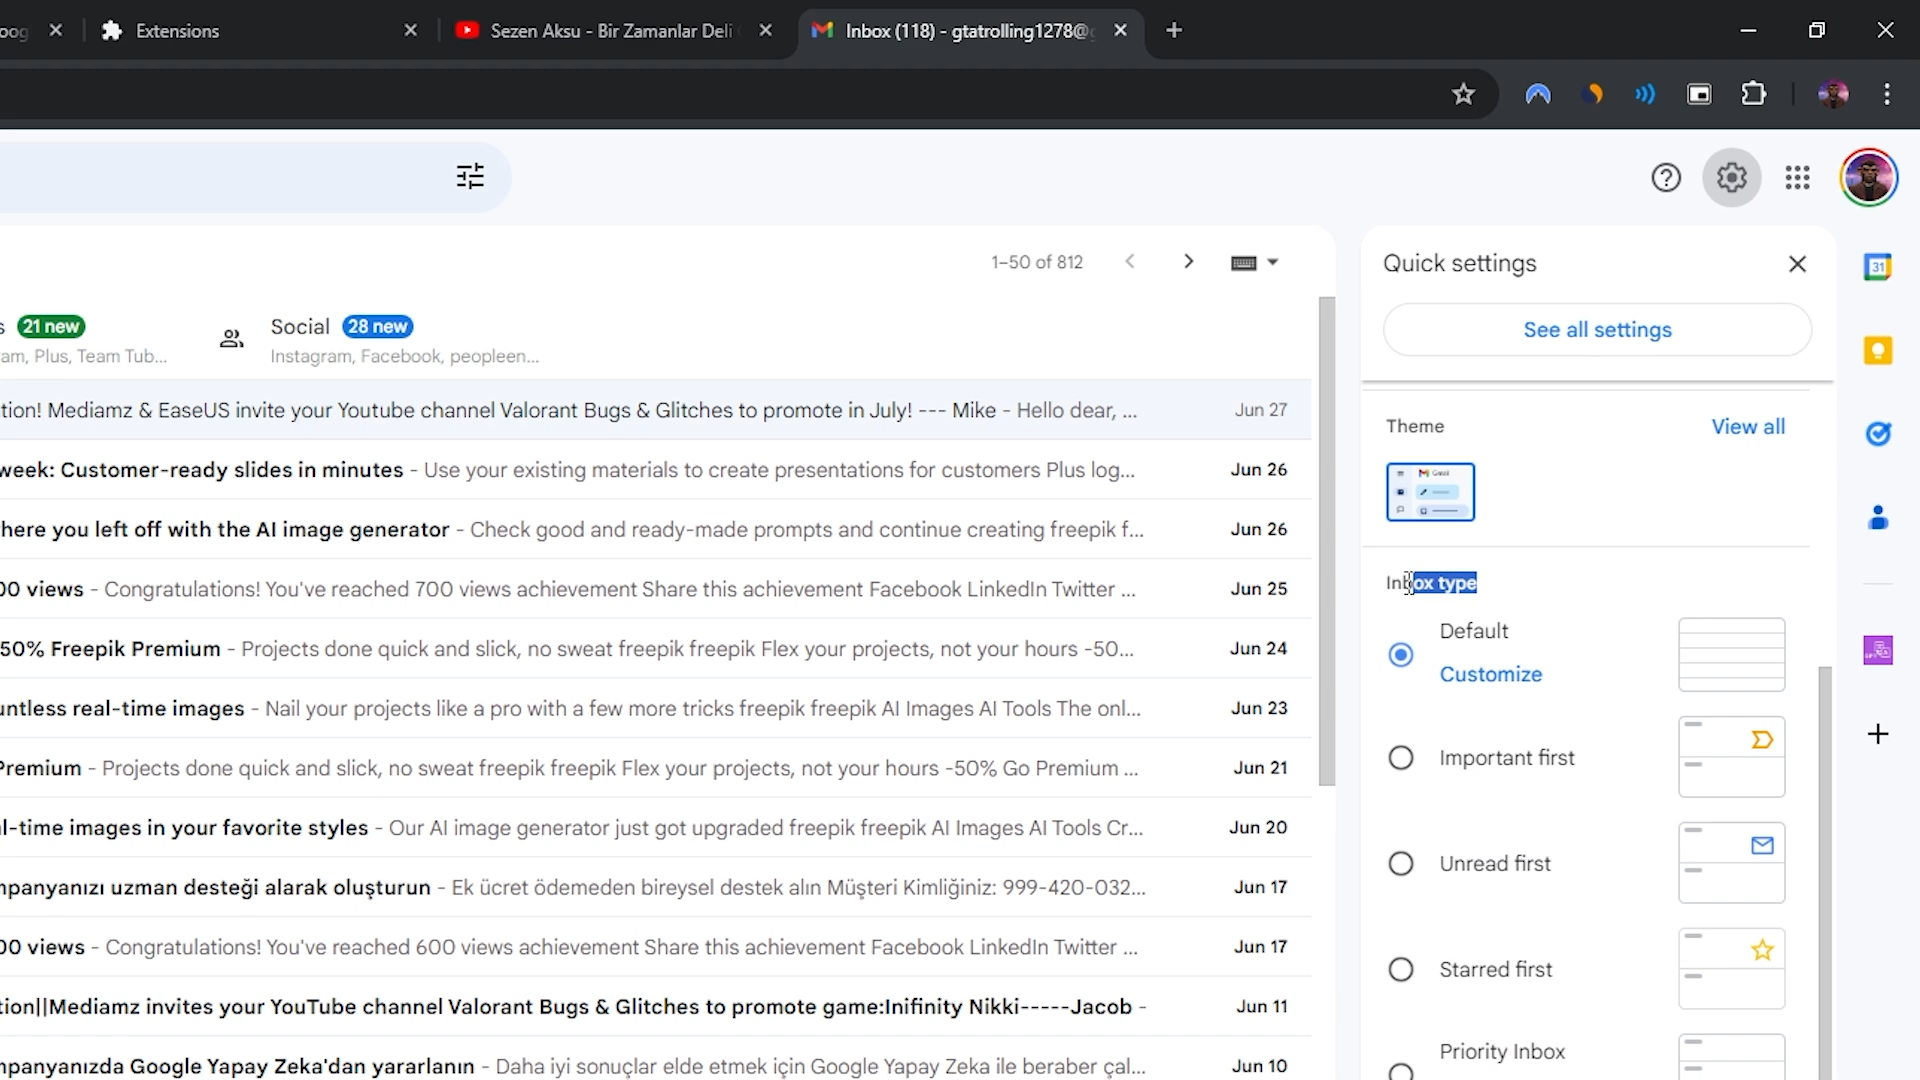 Extensions
Sezen Aksu - Bir Zamanlar Deli
Inbox (118) - gtatrolling1278@
1–50 of 812
21 new
am, Plus, Team Tub...
Social 28 new
Instagram, Facebook, peopleen...
tion! Mediamz & EaseUS invite your Youtube channel Valorant Bugs & Glitches to promote in July! --- Mike - Hello dear, ... Jun 27
week: Customer-ready slides in minutes - Use your existing materials to create presentations for customers Plus log... Jun 26
here you left off with the AI image generator - Check good and ready-made prompts and continue creating freepik f... Jun 26
00 views - Congratulations! You've reached 700 views achievement Share this achievement Facebook LinkedIn Twitter ... Jun 25
50% Freepik Premium - Projects done quick and slick, no sweat freepik freepik Flex your projects, not your hours -50... Jun 24
untless real-time images - Nail your projects like a pro with a few more tricks freepik freepik AI Images AI Tools The onl... Jun 23
Premium - Projects done quick and slick, no sweat freepik freepik Flex your projects, not your hours -50% Go Premium ... Jun 21
l-time images in your favorite styles - Our AI image generator just got upgraded freepik freepik AI Images AI Tools Cr... Jun 20
mpanyanızı uzman desteği alarak oluşturun - Ek ücret ödemeden bireysel destek alın Müşteri Kimliğiniz: 999-420-032... Jun 17
00 views - Congratulations! You've reached 600 views achievement Share this achievement Facebook LinkedIn Twitter ... Jun 17
tion||Mediamz invites your YouTube channel Valorant Bugs & Glitches to promote game:Inifinity Nikki-----Jacob - Jun 11
mpanyanızda Google Yapay Zeka'dan yararlanın - Daha iyi sonuçlar elde etmek için Google Yapay Zeka ile beraber çal... Jun 10
Quick settings
See all settings
Theme View all
Gmail
Inbox type
Default
Customize
Important first
Unread first
Starred first
Priority Inbox
31